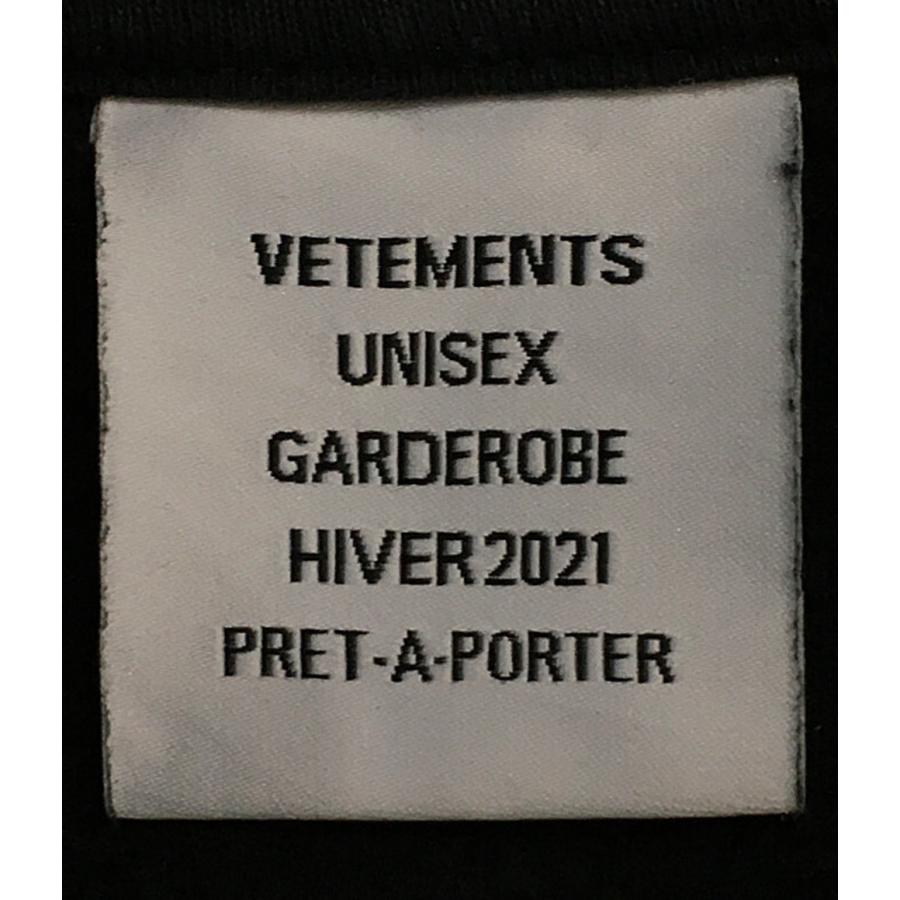 VETEMENTS
UNISEX
GARDEROBE
HIVER 2021
PRET-A-PORTER